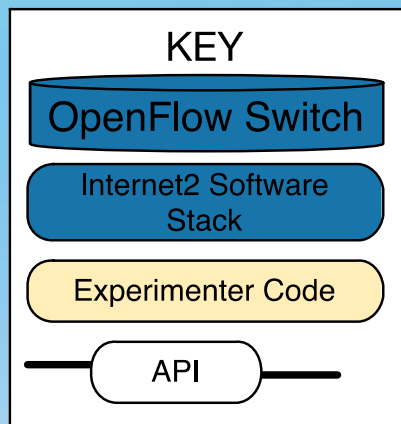 KEY
OpenFlow Switch
Internet2 Software
Stack
Experimenter Code
API